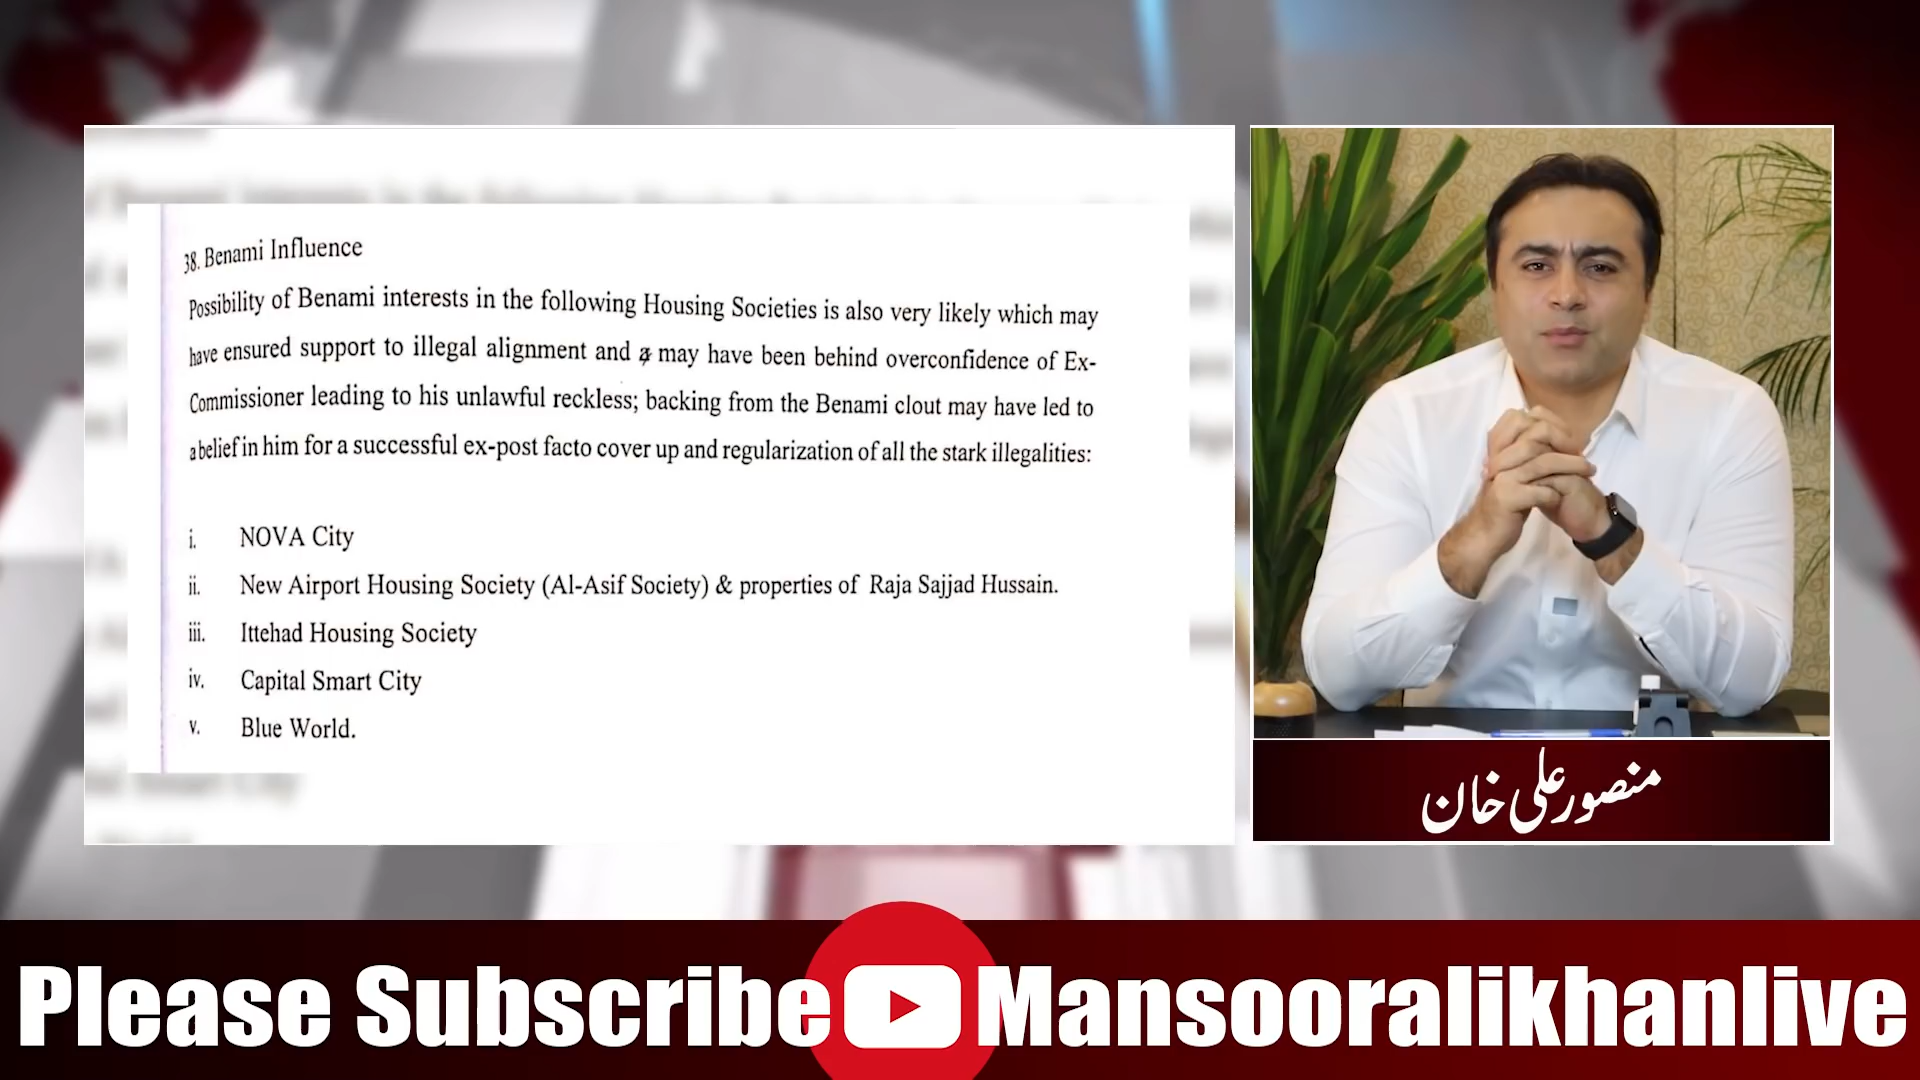 38. Benami Influence
Possibility of Benami interests in the following Housing Societies is also very likely which may
have ensured support to illegal alignment and may have been behind overconfidence of Ex-
Commissioner leading to his unlawful reckless; backing from the Benami clout may have led to
a belief in him for a successful ex-post facto cover up and regularization of all the stark illegalities:
i. NOVA City
ii. New Airport Housing Society (Al-Asif Society) & properties of Raja Sajjad Hussain.
iii. Ittehad Housing Society
iv. Capital Smart City
v. Blue World.
منصور علی خان
Please Subscribe Mansooralikhanlive